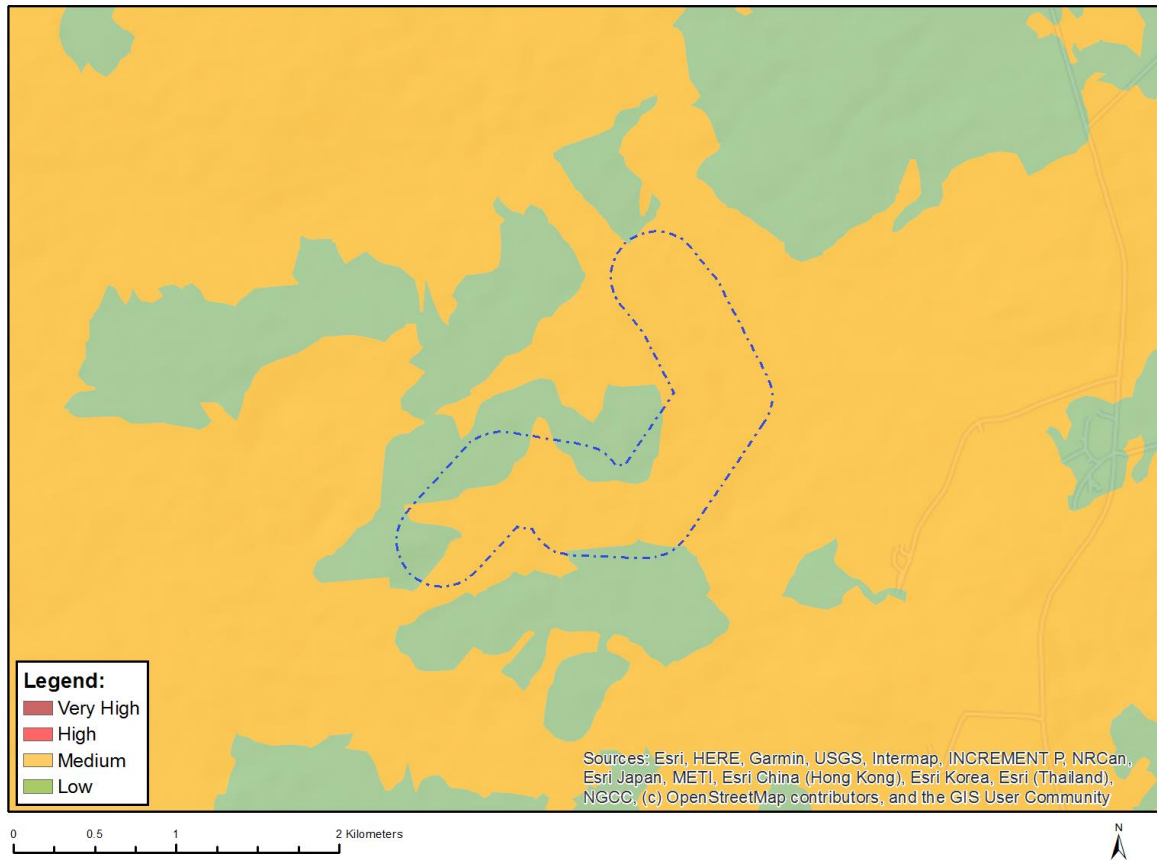 Legend:
Very High
High
Medium
Low
Sources: Esri, HERE, Garmin, USGS, Intermap, INCREMENT P, NRCan,
Esri Japan, METI, Esri China (Hong Kong), Esri Korea, Esri (Thailand),
NGCC, (c) OpenStreetMap contributors, and the GIS User Community
0 0.5 1 2 Kilometers
N